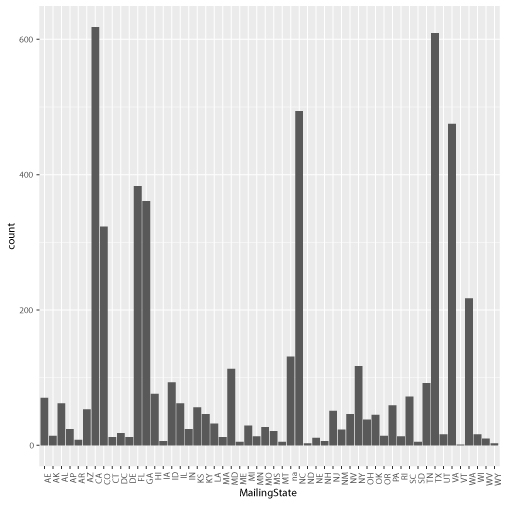 600
400
200
0
count
AE AK AL AP AR AZ CA CO CT DC DE FL GA HI IA ID IL IN KS KY LA MA MD ME MI MN MO MS MT na NC ND NE NH NJ NM NV NY OH OK OR PA RI SC SD TN TX UT VA VT WA WI WV WY
MailingState